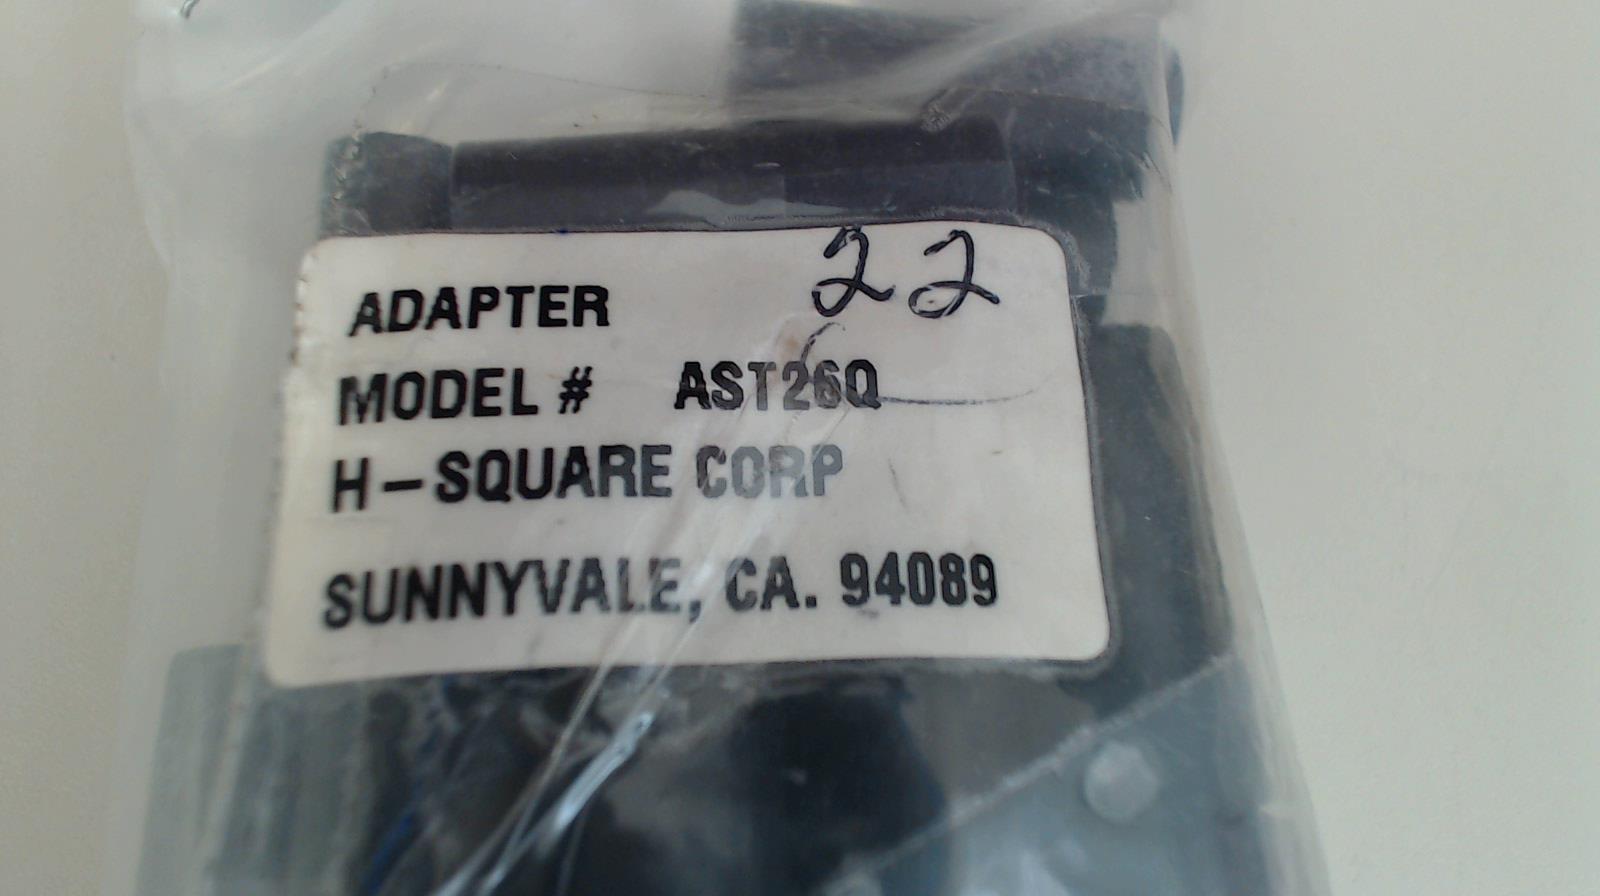 22
ADAPTER
MODEL # AST26Q
H-SQUARE CORP
SUNNYVALE, CA. 94089